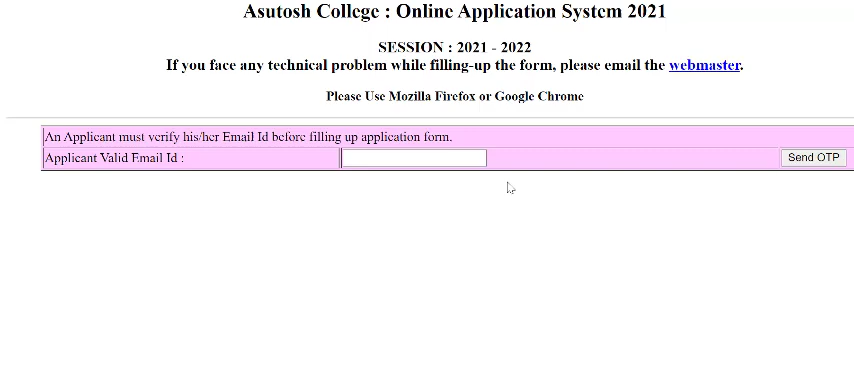 Asutosh College : Online Application System 2021
SESSION : 2021 - 2022
If you face any technical problem while filling-up the form, please email the webmaster.
Please Use Mozilla Firefox or Google Chrome
An Applicant must verify his/her Email Id before filling up application form.
Applicant Valid Email Id : Send OTP